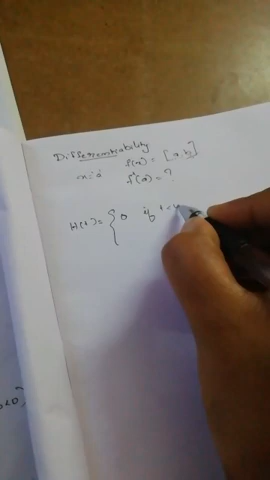 Differentiability
f(x) = [a, b]
x = a f'(a) = ?
H(t) = { 0 if t <